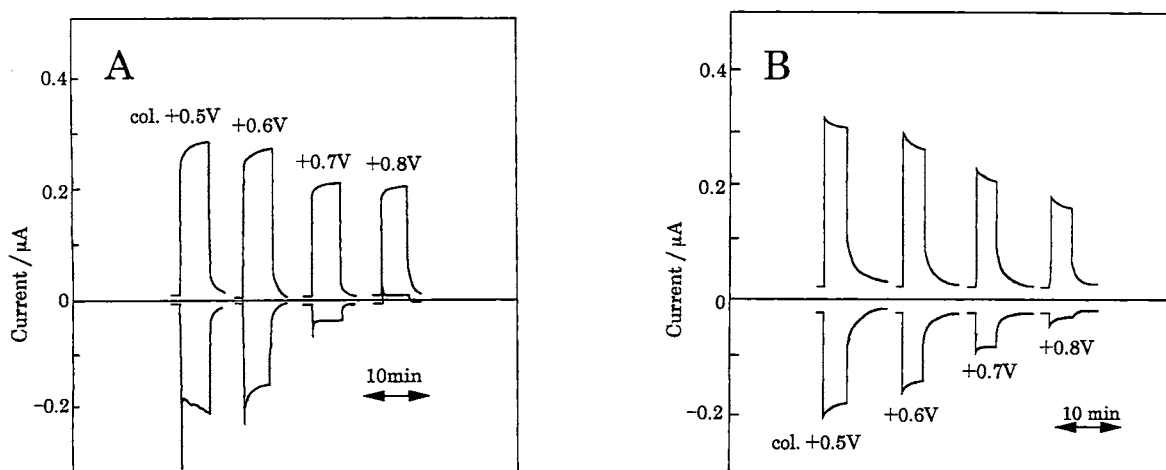 A
0.4
col. +0.5V
+0.6V
+0.7V
+0.8V
0.2
Current / μA
0
10min
−0.2
B
0.4
0.2
Current / μA
0
+0.8V
+0.7V
+0.6V
−0.2
10 min
col. +0.5V